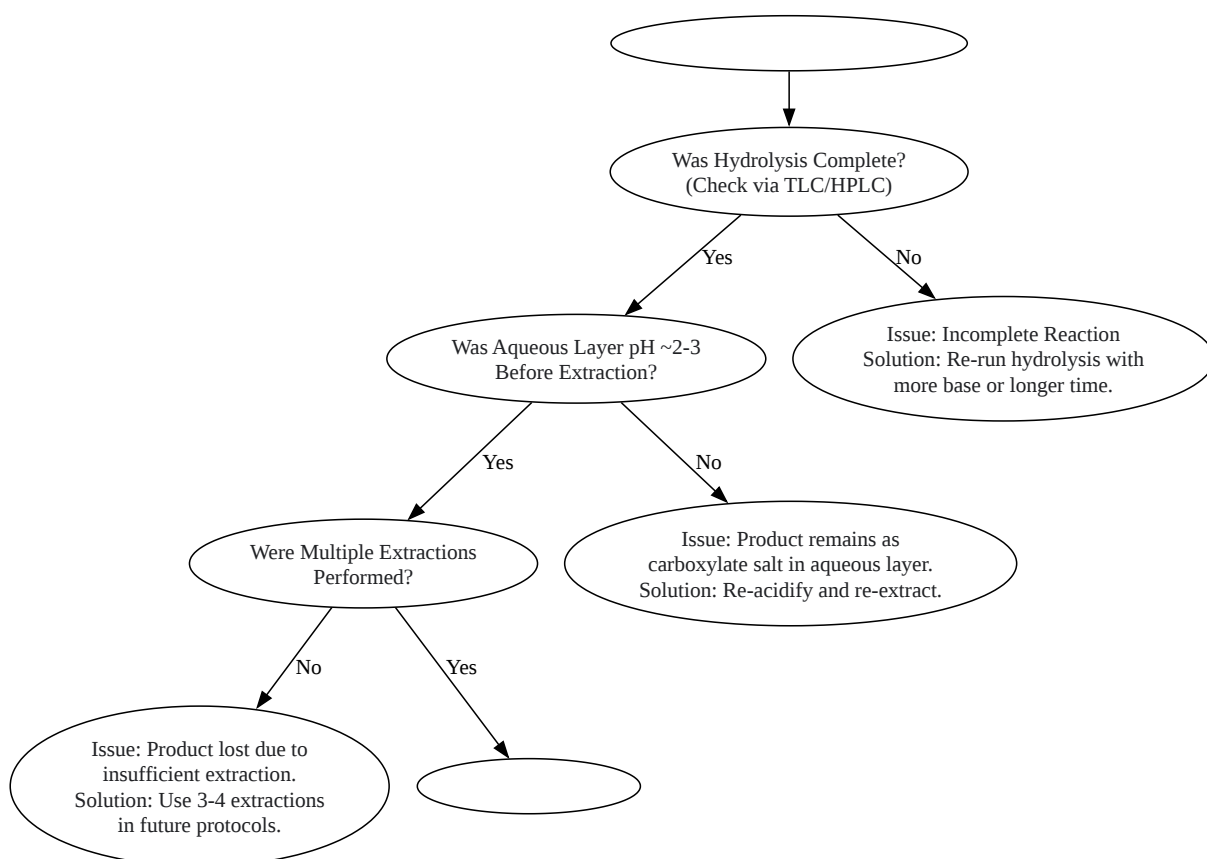 Was Hydrolysis Complete?
(Check via TLC/HPLC)
Yes
No
Was Aqueous Layer pH ~2-3
Before Extraction?
Issue: Incomplete Reaction
Solution: Re-run hydrolysis with
more base or longer time.
Yes
No
Were Multiple Extractions
Performed?
Issue: Product remains as
carboxylate salt in aqueous layer.
Solution: Re-acidify and re-extract.
No
Yes
Issue: Product lost due to
insufficient extraction.
Solution: Use 3-4 extractions
in future protocols.